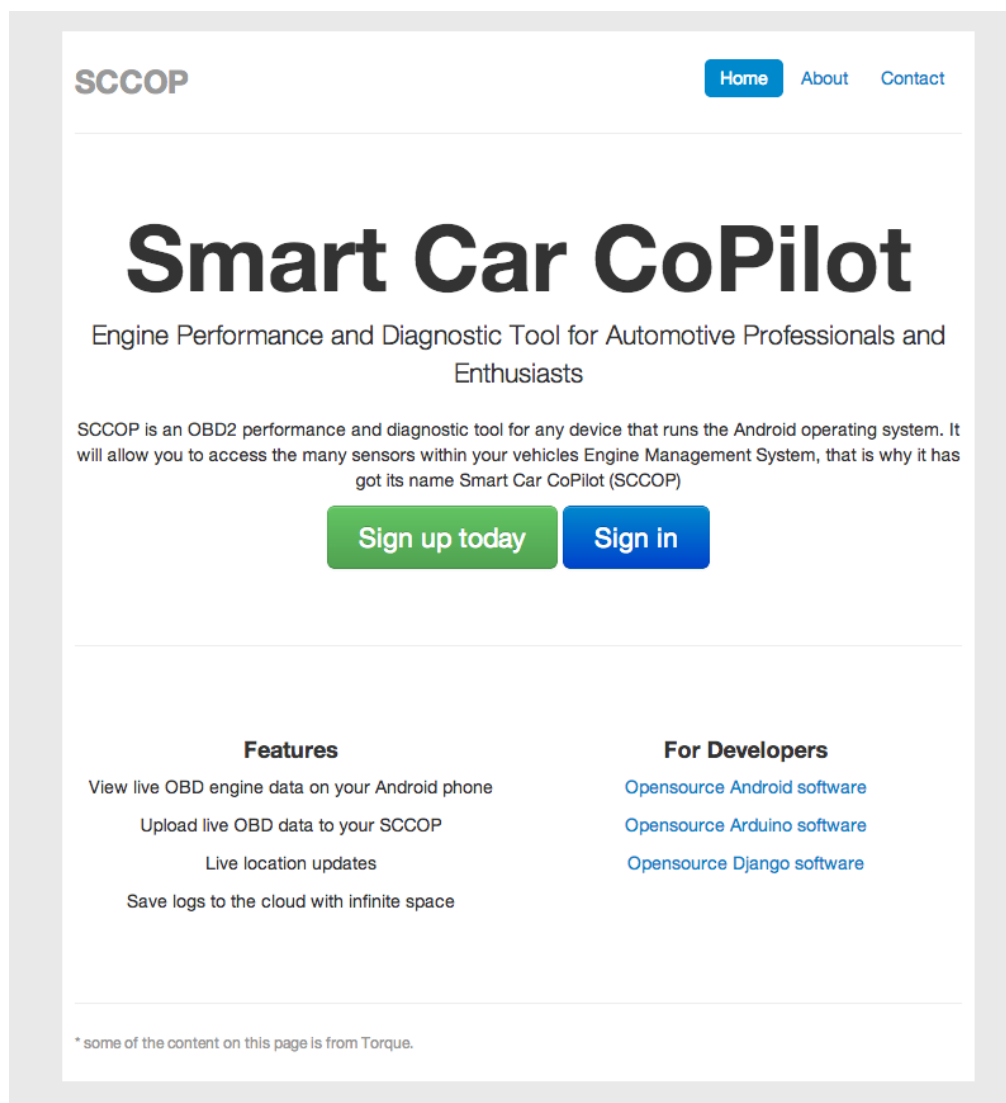 SCCOP
Home About Contact
Smart Car CoPilot
Engine Performance and Diagnostic Tool for Automotive Professionals and
Enthusiasts
SCCOP is an OBD2 performance and diagnostic tool for any device that runs the Android operating system. It
will allow you to access the many sensors within your vehicles Engine Management System, that is why it has
got its name Smart Car CoPilot (SCCOP)
Sign up today Sign in
Features
View live OBD engine data on your Android phone
Upload live OBD data to your SCCOP
Live location updates
Save logs to the cloud with infinite space
For Developers
Opensource Android software
Opensource Arduino software
Opensource Django software
* some of the content on this page is from Torque.